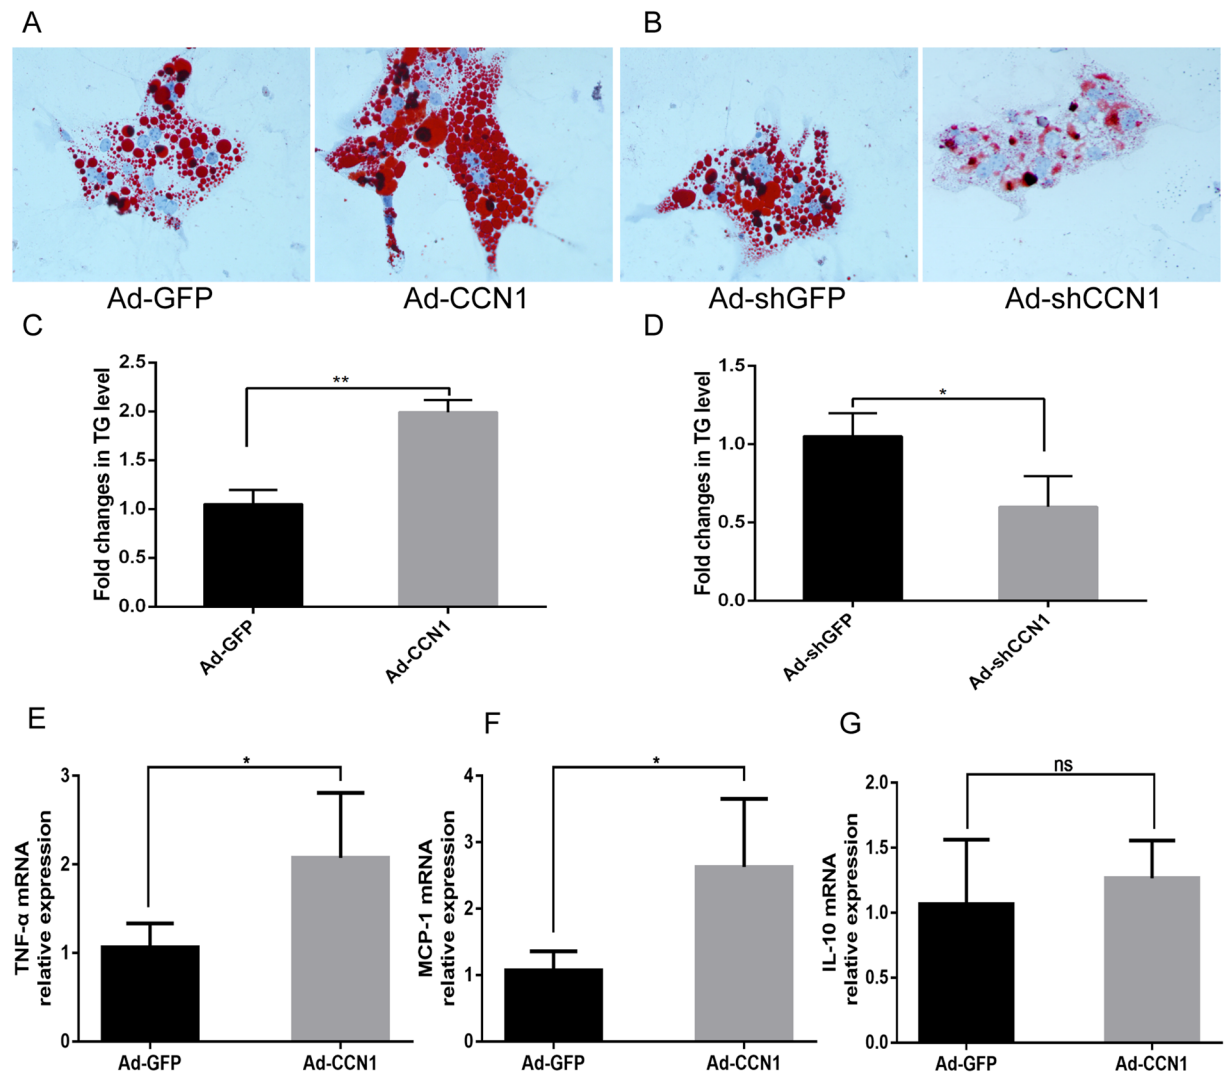 A
B
Ad-GFP
Ad-CCN1
Ad-shGFP
Ad-shCCN1
C
D
Fold changes in TG level
2.5
2.0
1.5
1.0
0.5
0.0
**
Ad-GFP
Ad-CCN1
Fold changes in TG level
1.5
1.0
0.5
0.0
*
Ad-shGFP
Ad-shCCN1
E
F
G
TNF-α mRNA
relative expression
3
2
1
0
*
Ad-GFP
Ad-CCN1
MCP-1 mRNA
relative expression
4
3
2
1
0
*
Ad-GFP
Ad-CCN1
IL-10 mRNA
relative expression
2.0
1.5
1.0
0.5
0.0
ns
Ad-GFP
Ad-CCN1